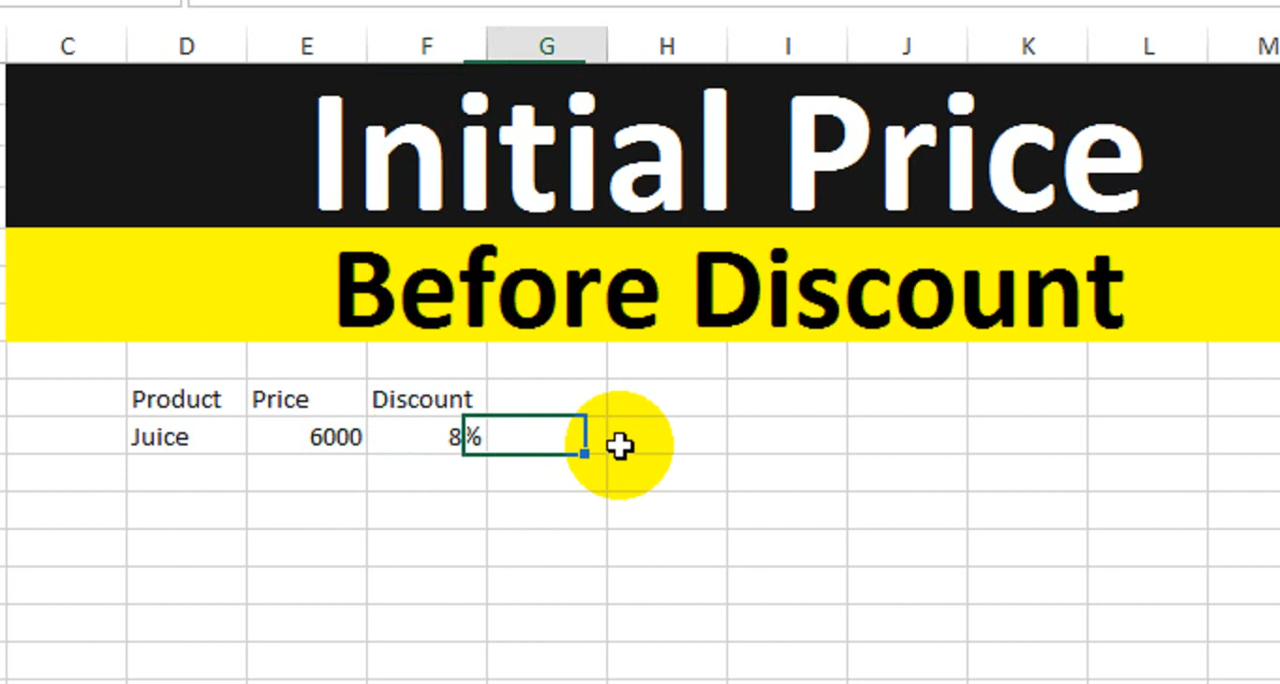 C D E F G H I J K L M
Initial Price
Before Discount
Product Price Discount
Juice 6000 8%